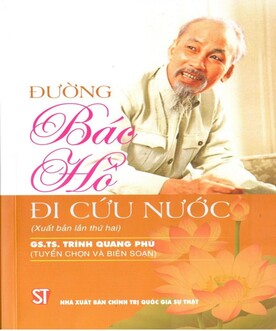 ĐƯỜNG
Bác
Hồ
ĐI CỨU NƯỚC
(Xuất bản lần thứ hai)
GS.TS. TRÌNH QUANG PHÚ
(TUYỂN CHỌN VÀ BIÊN SOẠN)
ST NHÀ XUẤT BẢN CHÍNH TRỊ QUỐC GIA SỰ THẬT